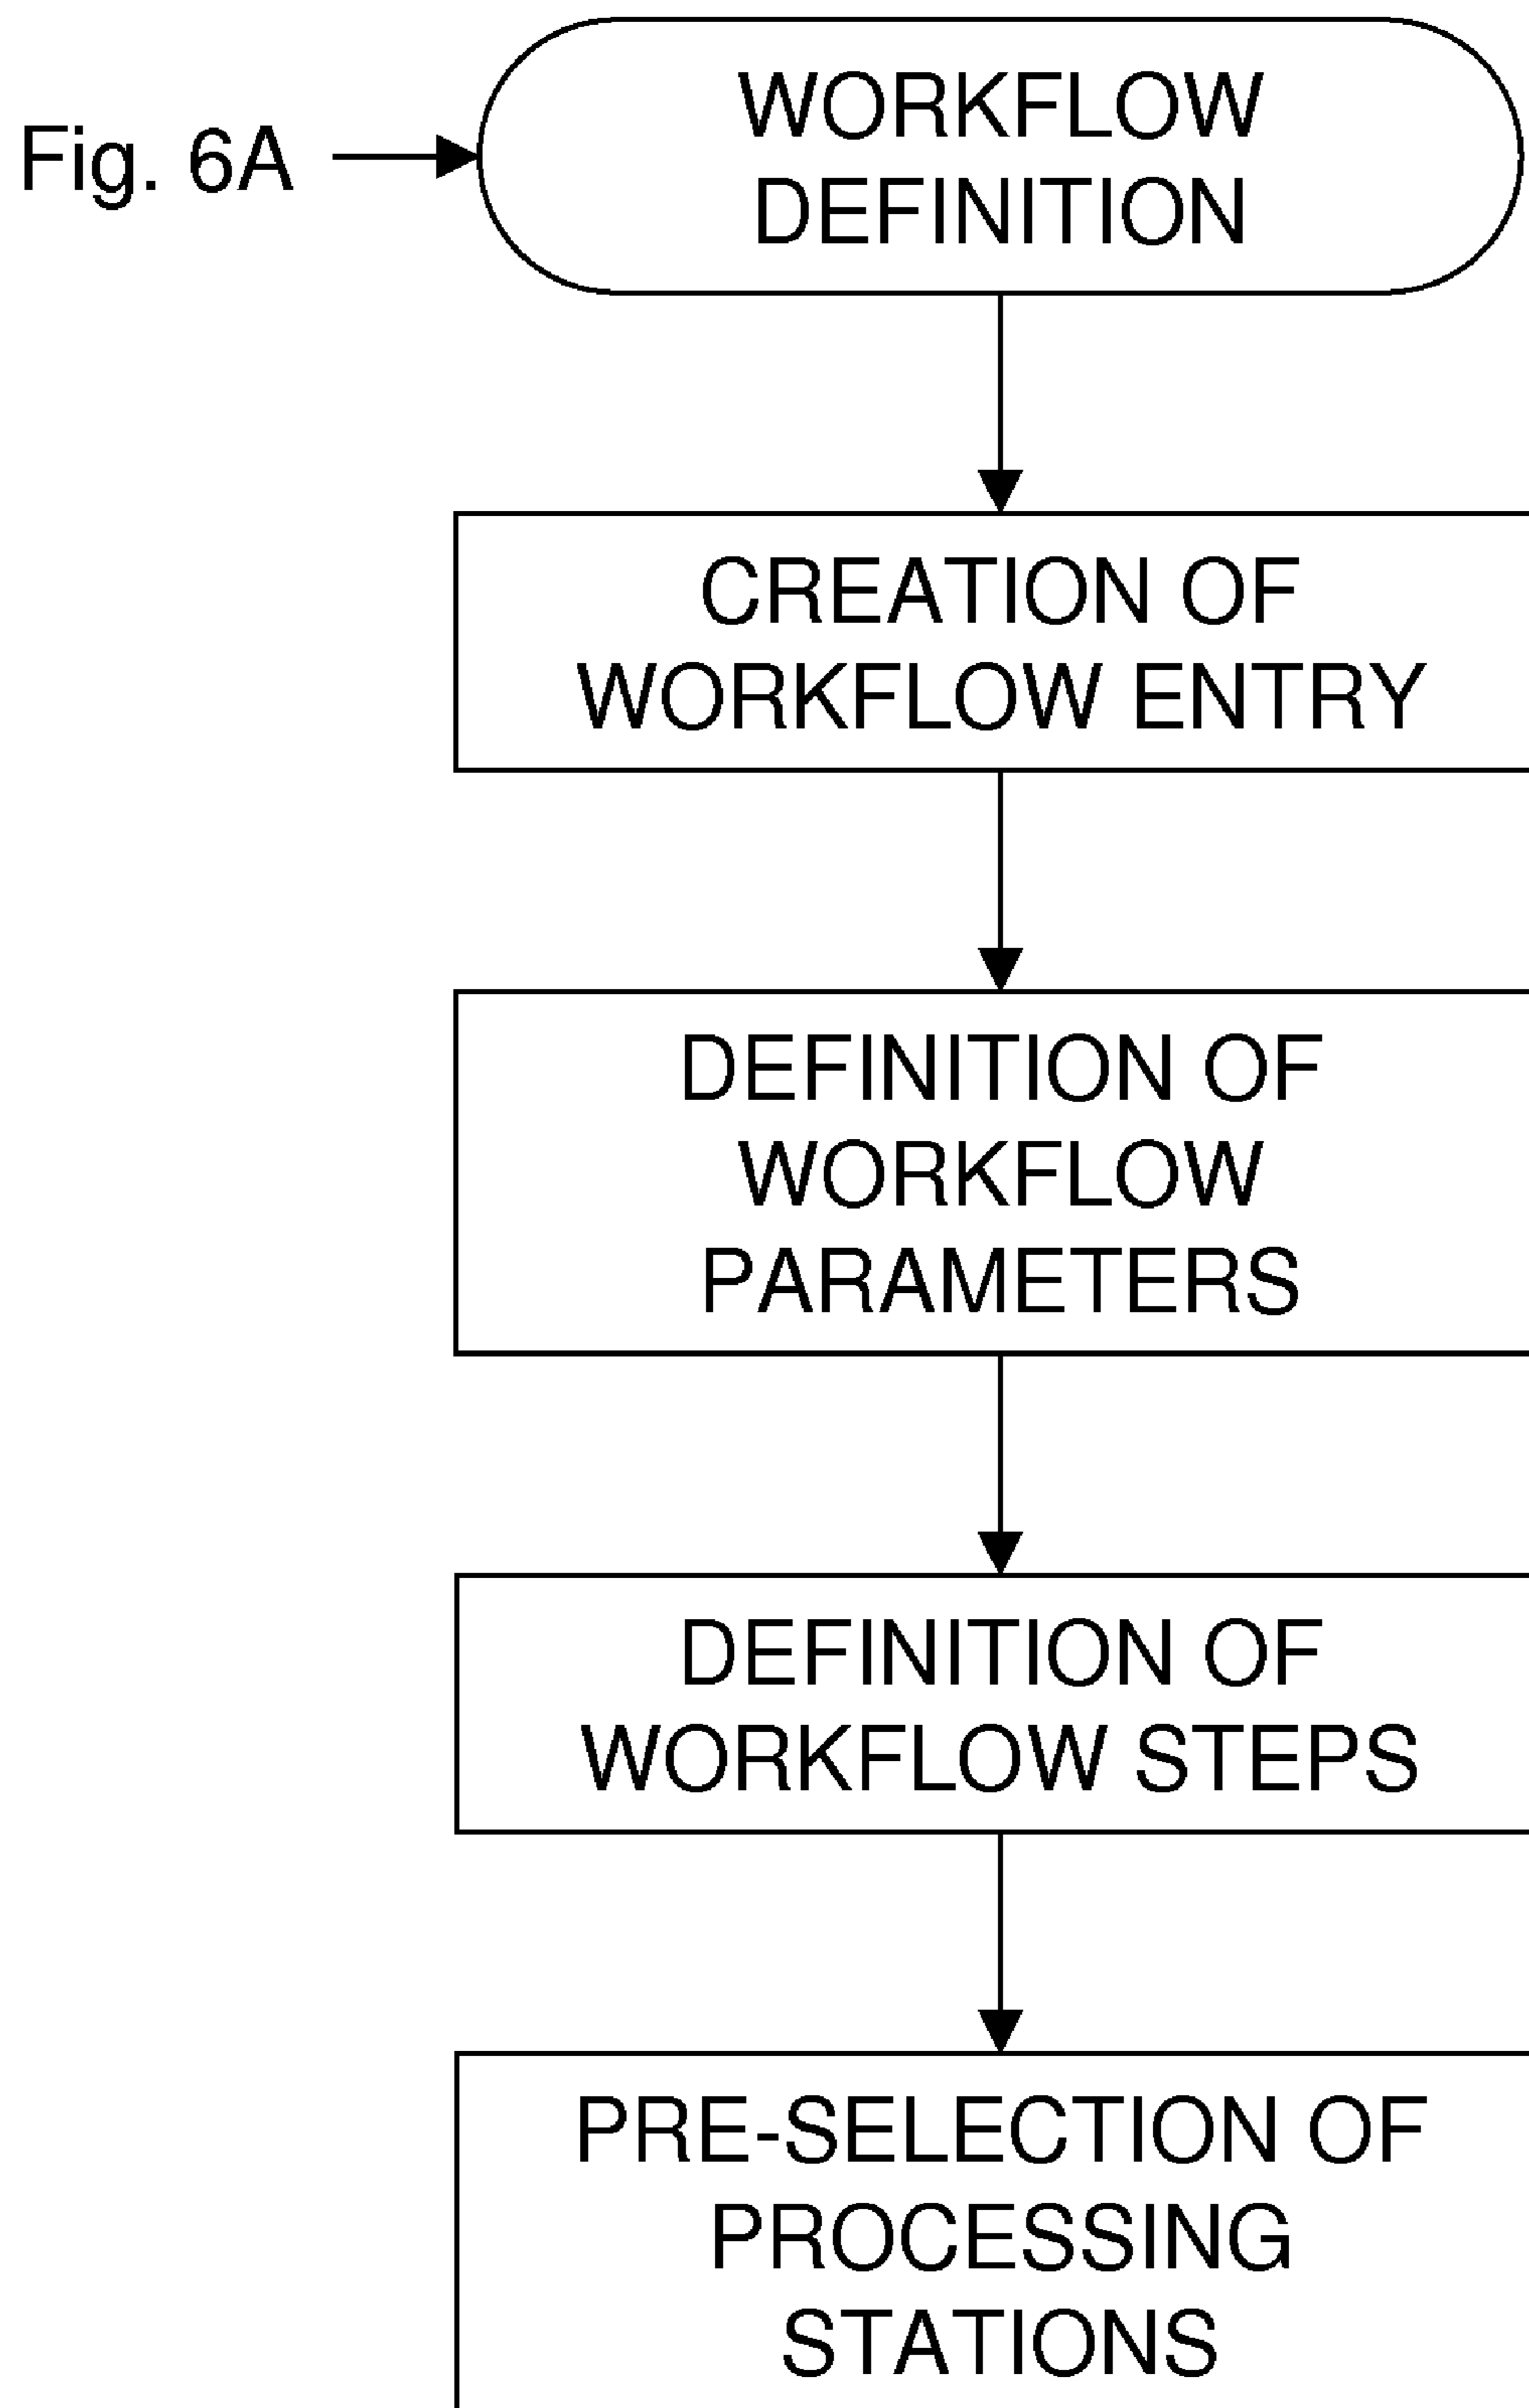 Fig. 6A
WORKFLOW
DEFINITION
CREATION OF
WORKFLOW ENTRY
DEFINITION OF
WORKFLOW
PARAMETERS
DEFINITION OF
WORKFLOW STEPS
PRE-SELECTION OF
PROCESSING
STATIONS